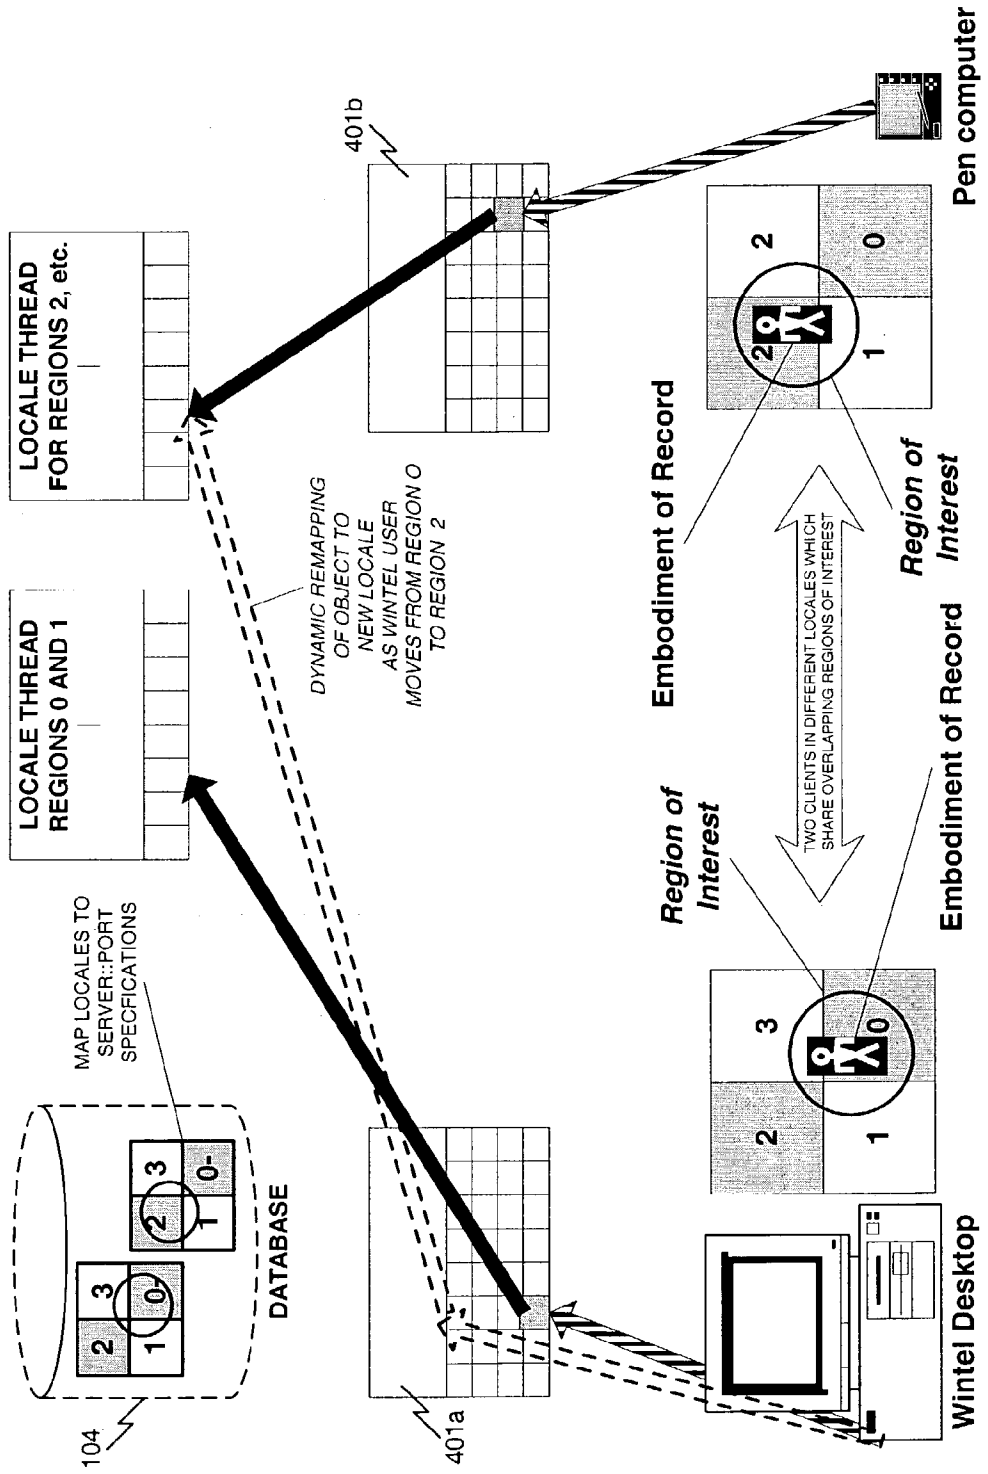 104
2
3
1
0-
2
3
1
0-
DATABASE
MAP LOCALES TO
SERVER::PORT
SPECFICATIONS
LOCALE THREAD
REGIONS 0 AND 1
LOCALE THREAD
FOR REGIONS 2, etc.
401a
DYNAMIC REMAPPING
OF OBJECT TO
NEW LOCALE
AS WINTEL USER
MOVES FROM REGION O
TO REGION 2
401b
Wintel Desktop
2
3
1
0
Region of
Interest
Embodiment of Record
TWO CLIENTS IN DIFFERENT LOCALES WHICH
SHARE OVERLAPPING REGIONS OF INTEREST
Embodiment of Record
Region of
Interest
2
2
1
0
Pen computer